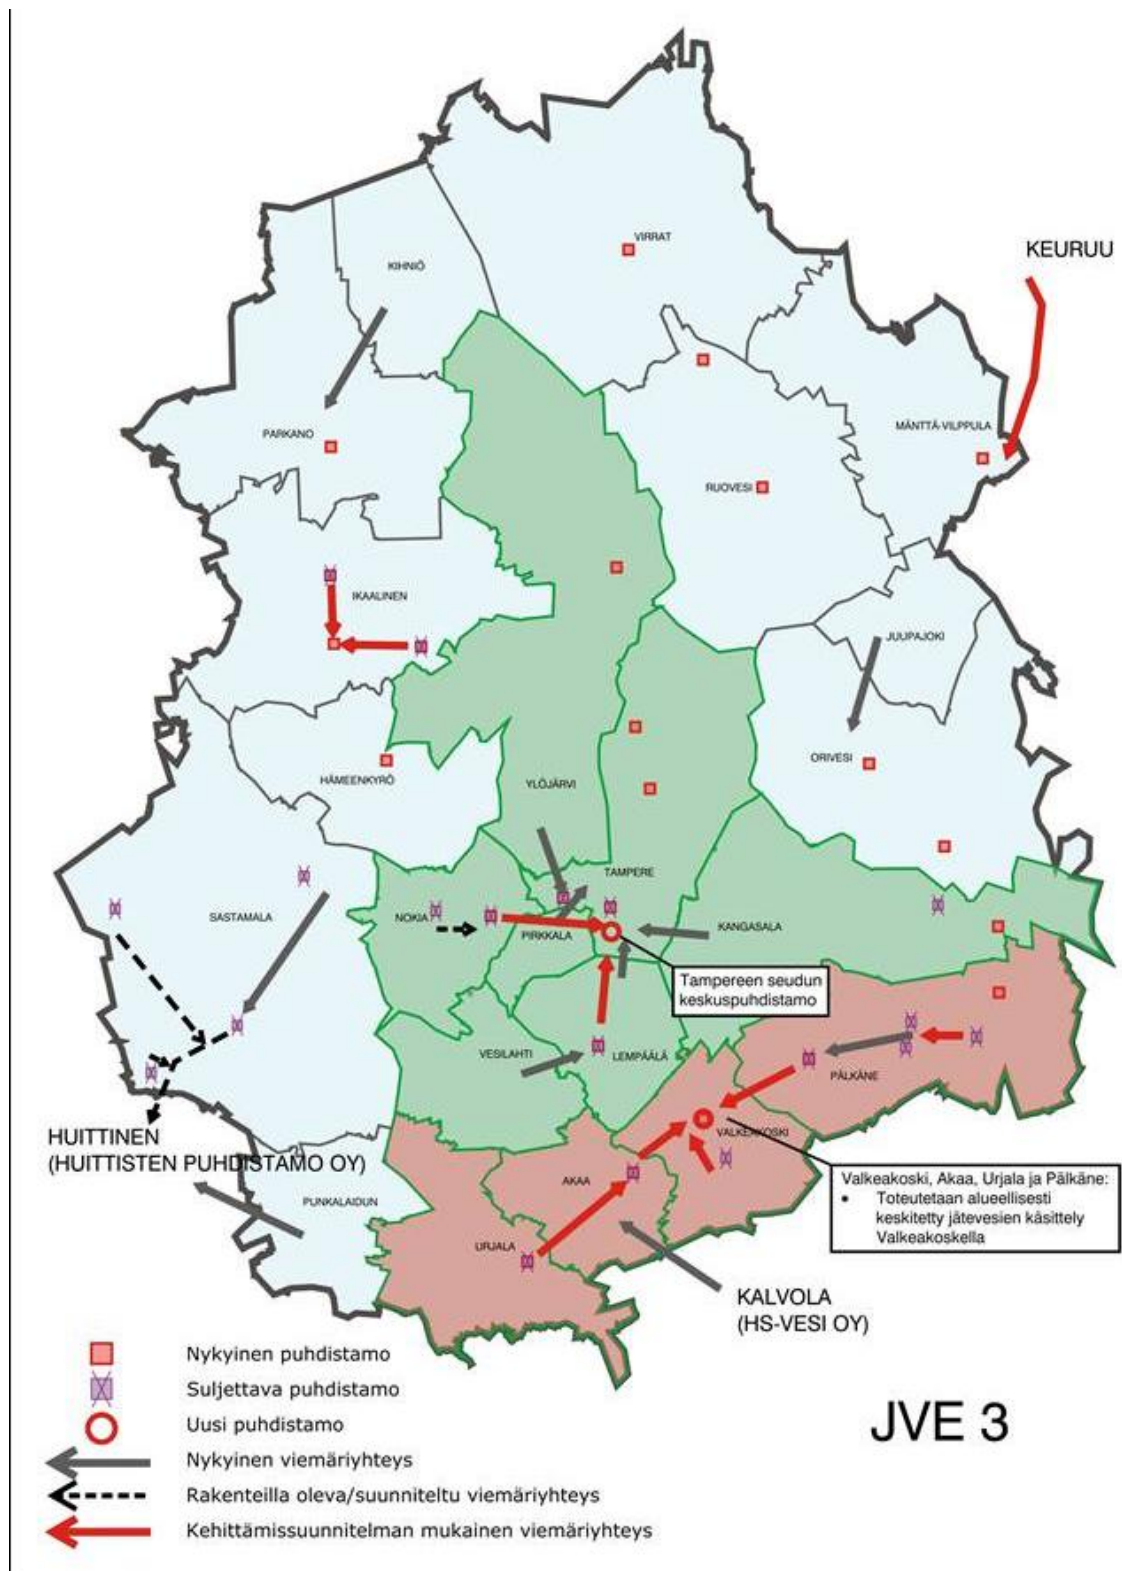 VIRRAT
KEURUU
KIHNIÖ
PARKANO
MÄNTTÄ-VILPPULA
RUOVESI
IKAALINEN
JUUPAJOKI
ORIVESI
HÄMEENKYRÖ
YLÖJÄRVI
TAMPERE
SASTAMALA
NOKIA
PIRKKALA
KANGASALA
Tampereen seudun
keskuspuhdistamo
VESILAHTI
LEMPÄÄLÄ
PÄLKÄNE
VALKEAKOSKI
HUITTINEN
(HUITTISTEN PUHDISTAMO OY)
AKAA
PUNKALAIDUN
Valkeakoski, Akaa, Urjala ja Pälkäne:
• Toteutetaan alueellisesti
keskitetty jätevesien käsittely
Valkeakoskella
URJALA
KALVOLA
(HS-VESI OY)
Nykyinen puhdistamo
Suljettava puhdistamo
Uusi puhdistamo
Nykyinen viemäriyhteys
Rakenteilla oleva/suunniteltu viemäriyhteys
Kehittämissuunnitelman mukainen viemäriyhteys
JVE 3